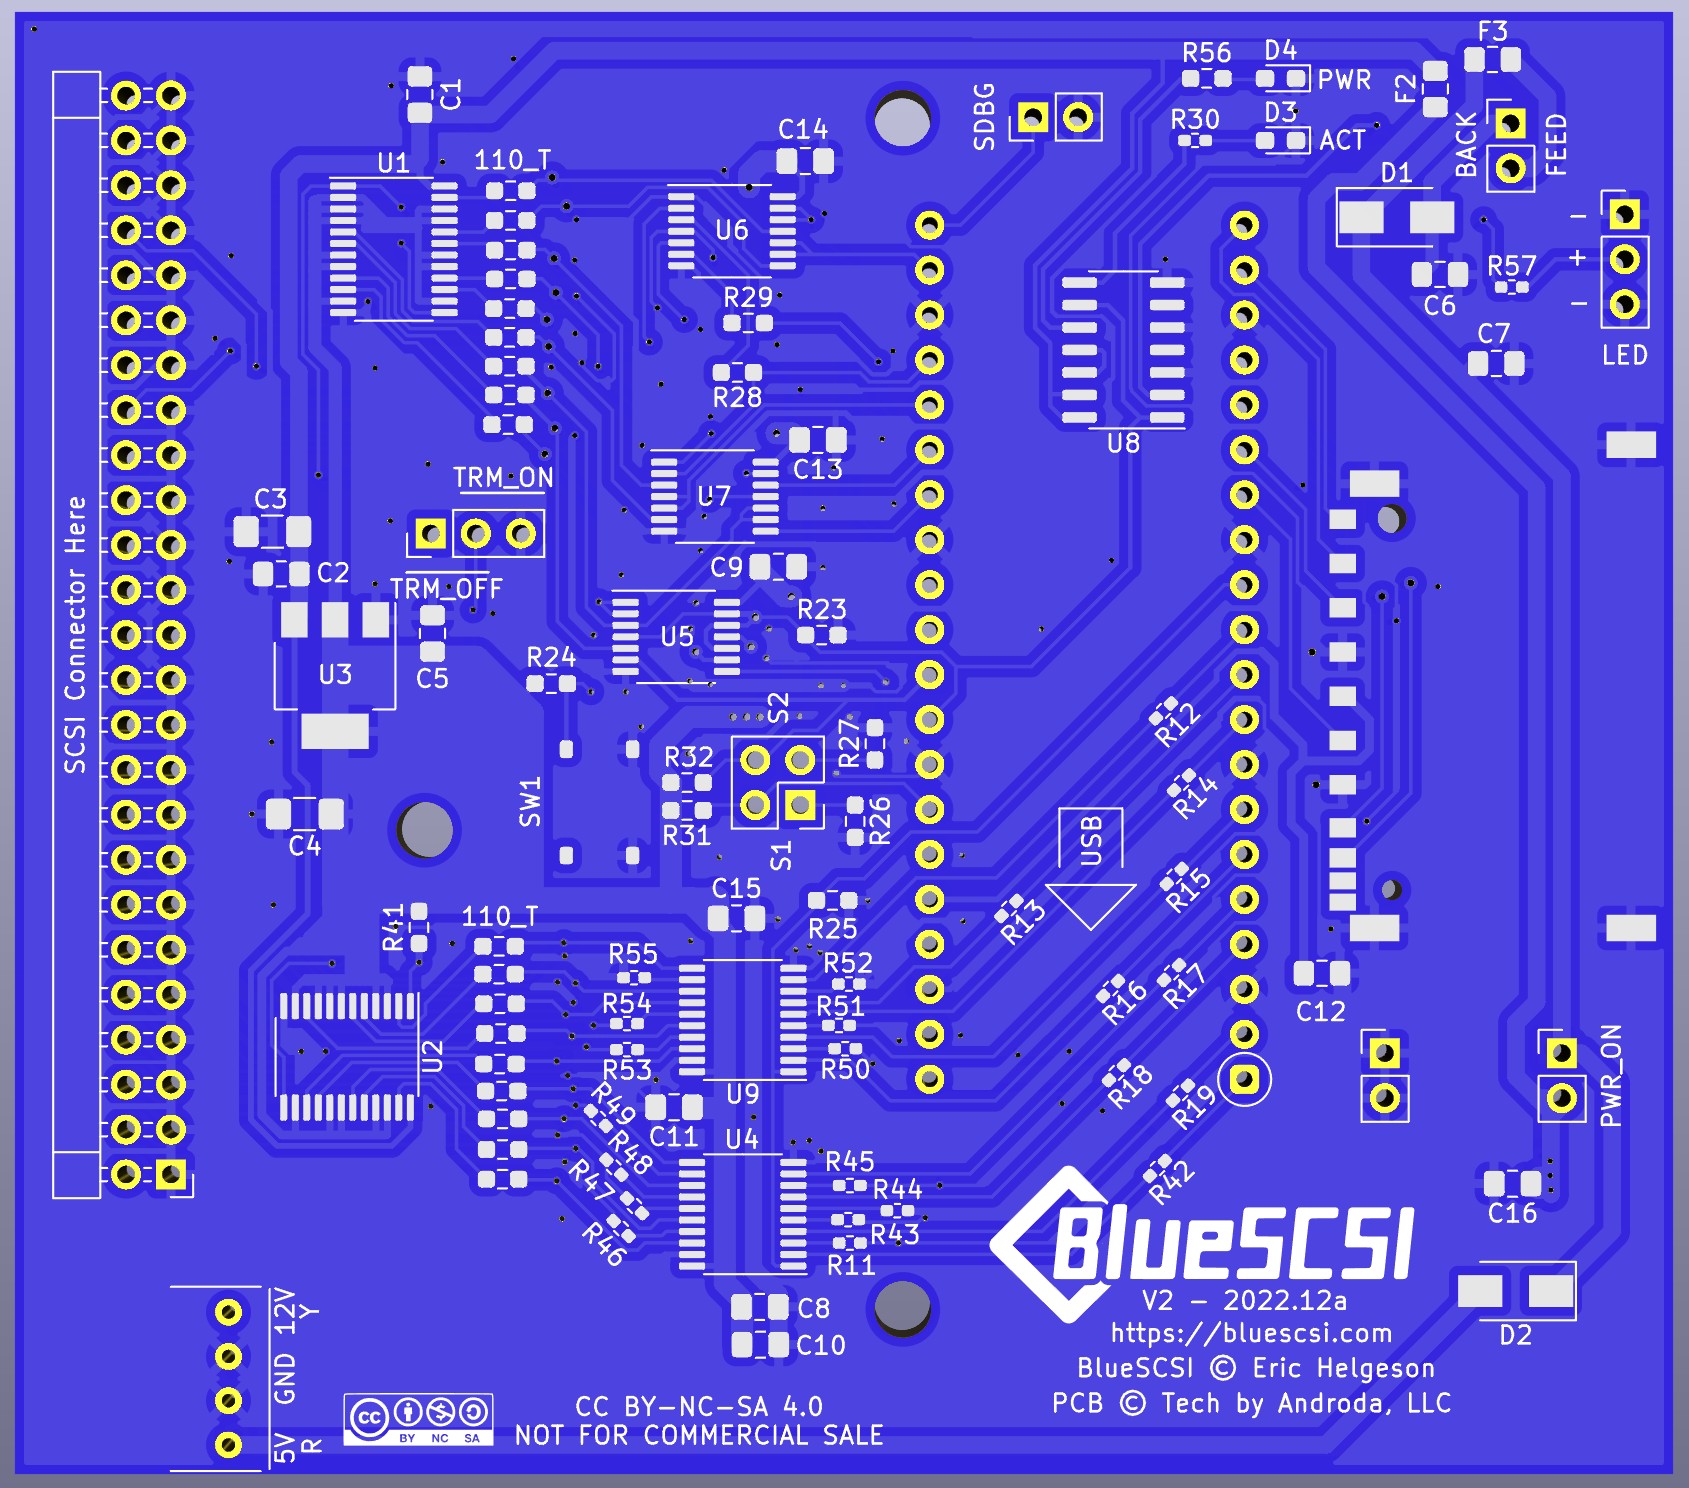 F3
R56
D4
PWR
F2
C1
SDBG
R30
D3
ACT
BACK
FEED
C14
U1
110_T
D1
U6
−
+
−
R57
C6
R29
LED
C7
R28
U8
C13
TRM_ON
U7
SCSI Connector Here
C3
C2
C9
TRM_OFF
R23
U5
U3
C5
R24
S2
R12
R27
R32
R14
SW1
R31
R26
USB
S1
C4
C15
R15
R41
110_T
R25
R13
R55
R52
R54
R51
R16
R17
C12
U2
R53
R50
PWR_ON
R49
U9
R18
R19
C11
U4
R48
R47
R45
R42
R44
C16
R46
R43
R11
BlueSCSI
V2 - 2022.12a
https://bluescsi.com
BlueSCSI © Eric Helgeson
PCB © Tech by Androda, LLC
D2
C8
C10
12V
Y
GND
5V
R
cc
BY NC SA
CC BY-NC-SA 4.0
NOT FOR COMMERCIAL SALE